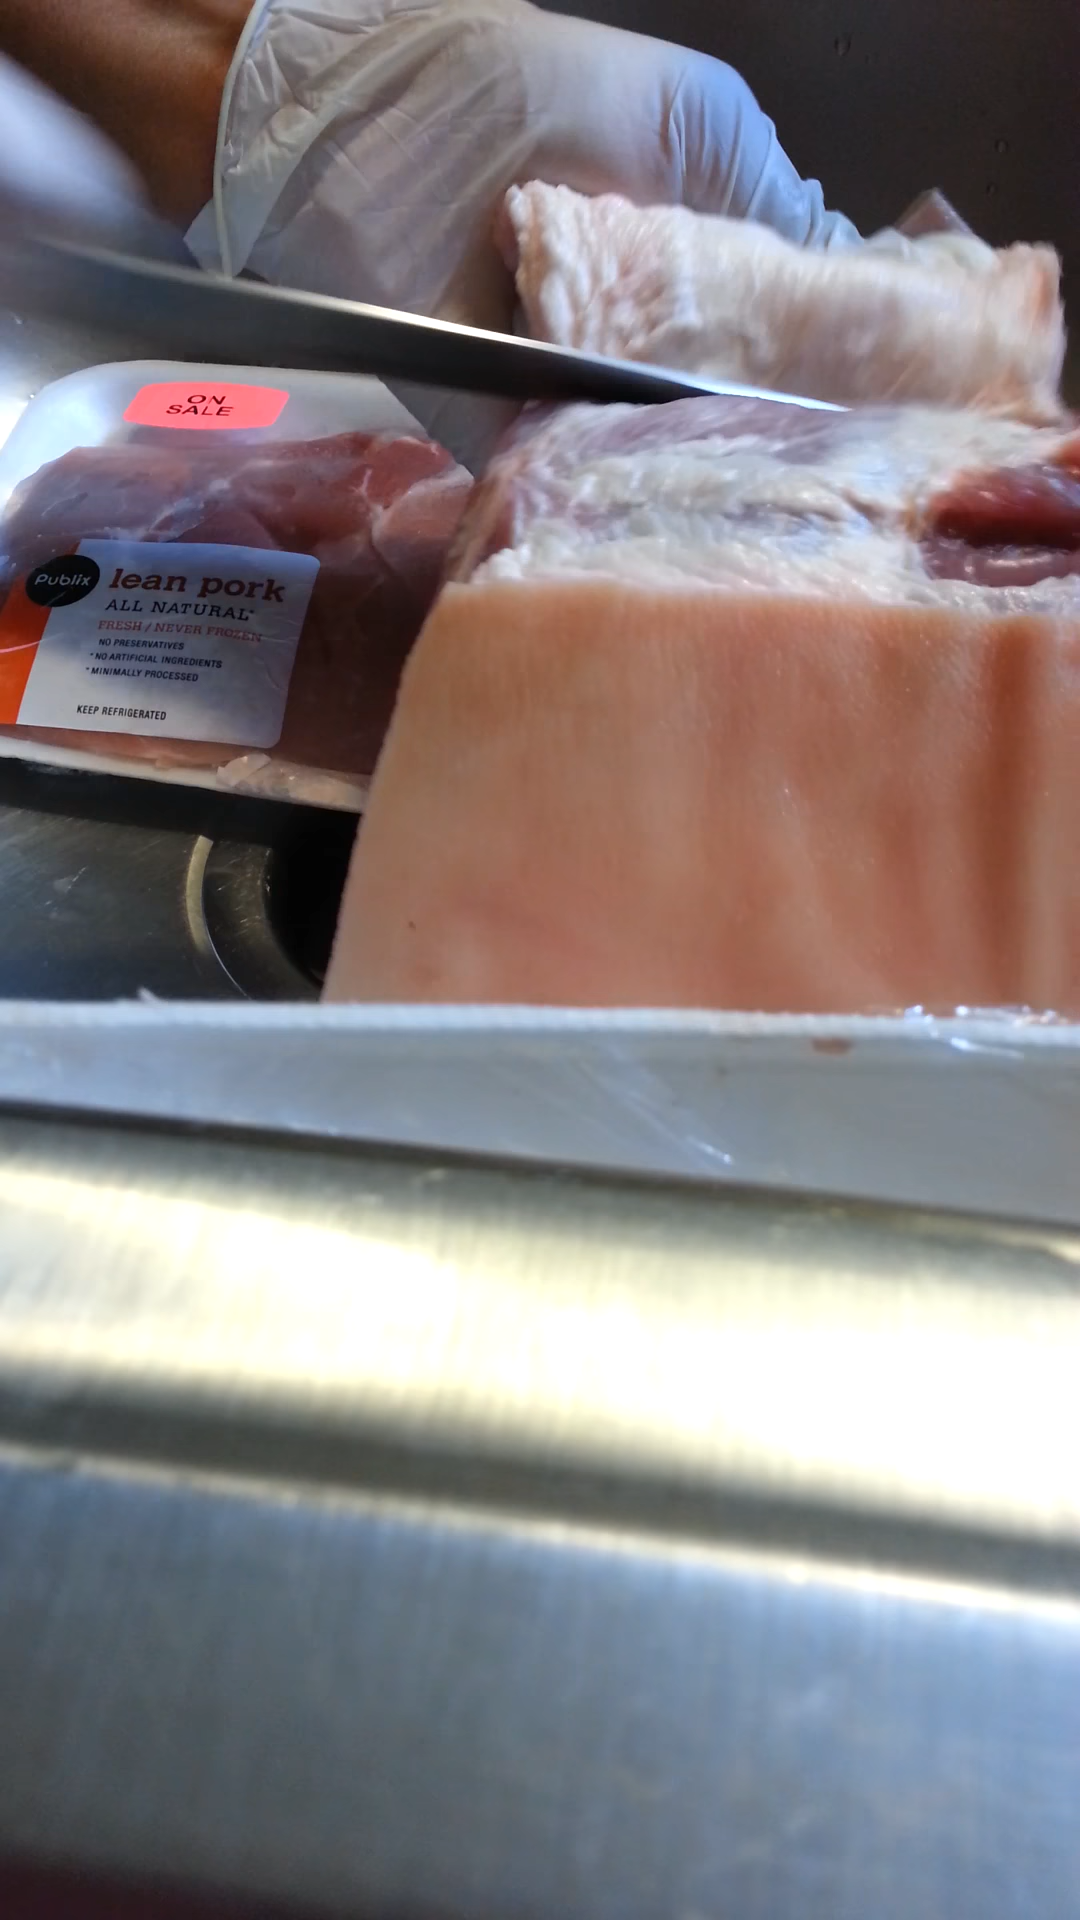 ON
SALE
Publix
lean pork
ALL NATURAL*
FRESH / NEVER FROZEN
NO PRESERVATIVES
* NO ARTIFICIAL INGREDIENTS
* MINIMALLY PROCESSED
KEEP REFRIGERATED